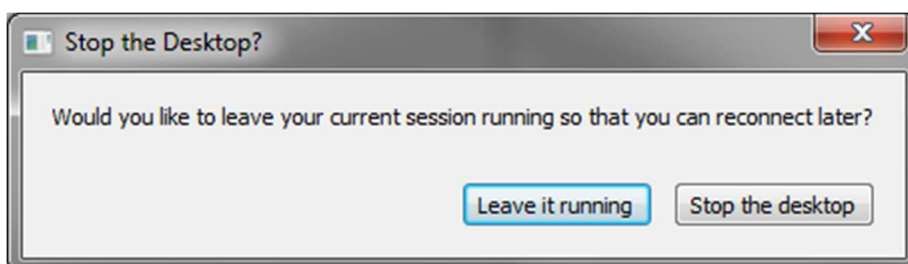 Stop the Desktop?
Would you like to leave your current session running so that you can reconnect later?
Leave it running
Stop the desktop